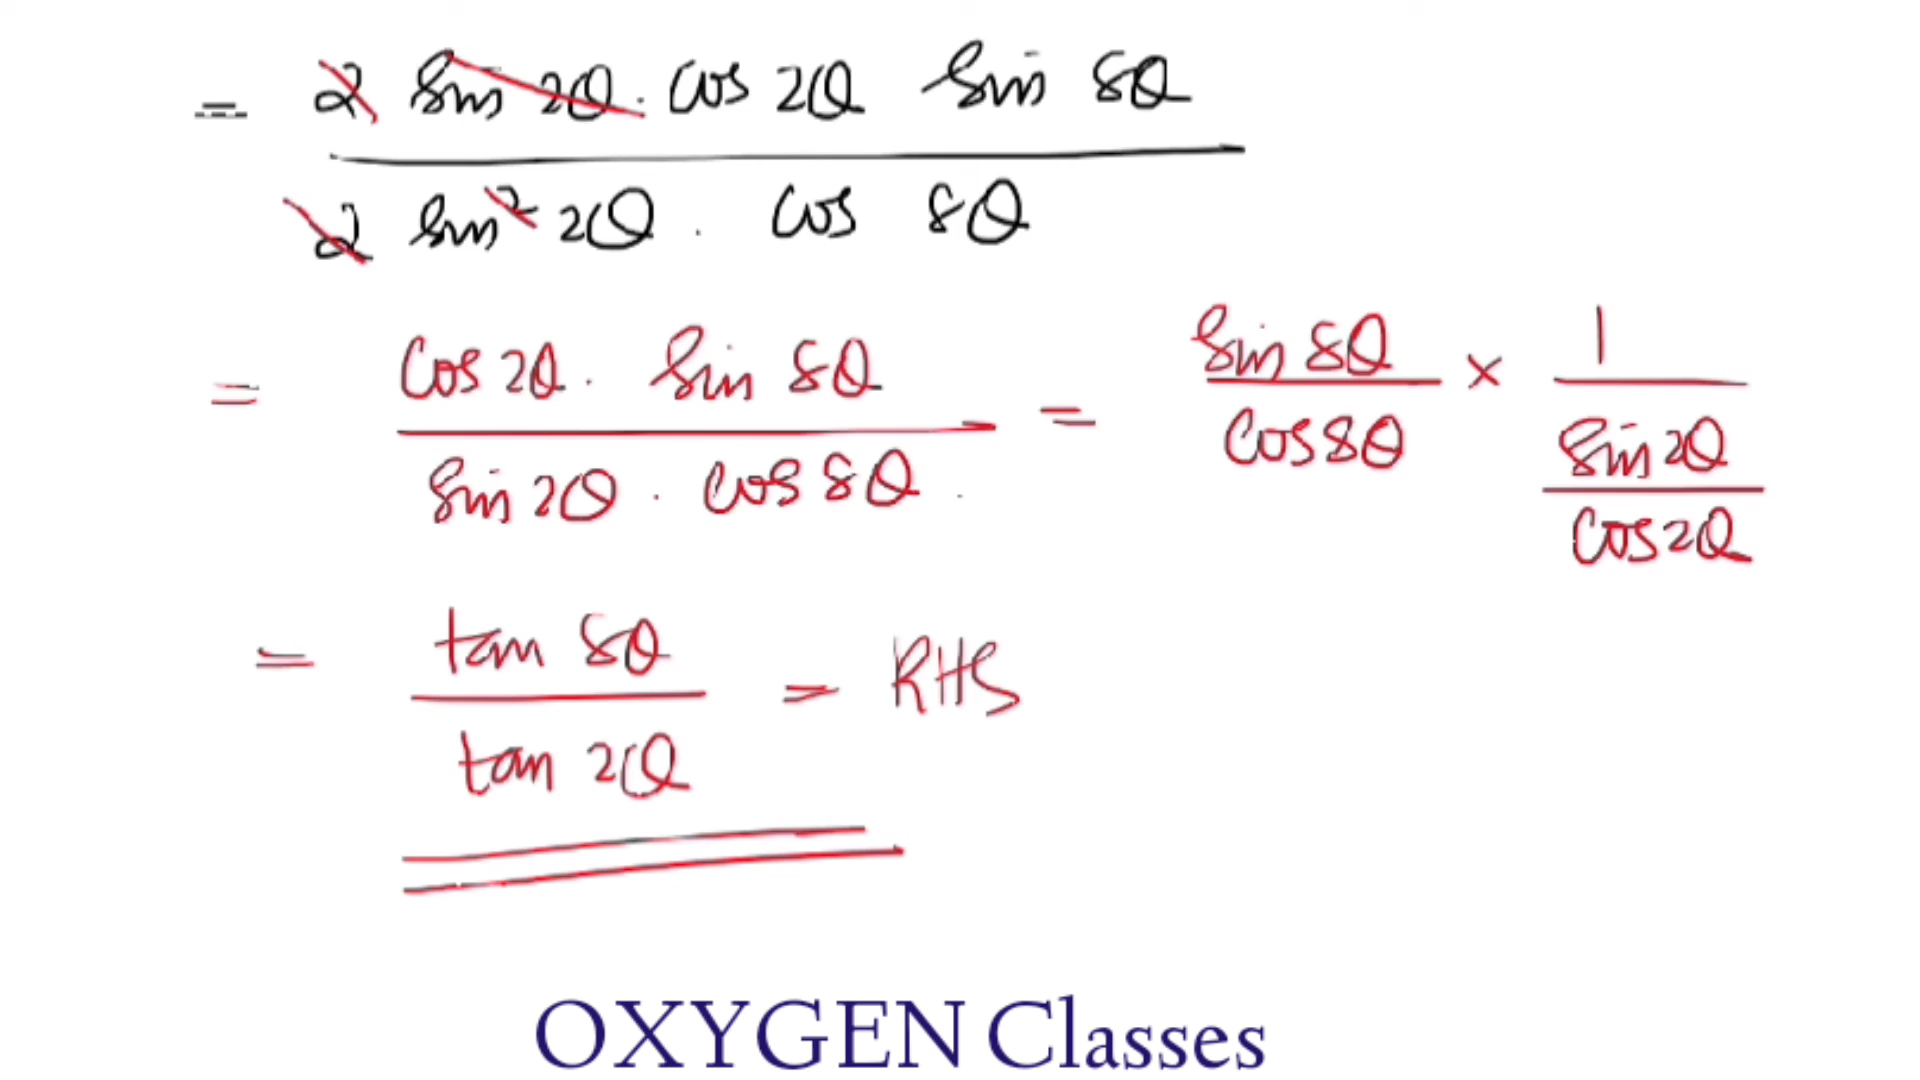 = 2 sin 2θ . cos 2θ sin 8θ
2 sin² 2θ . cos 8θ
= cos 2θ . sin 8θ / sin 2θ . cos 8θ = sin 8θ / cos 8θ × 1 / sin 2θ / cos 2θ
= tan 8θ / tan 2θ = RHS
OXYGEN Classes